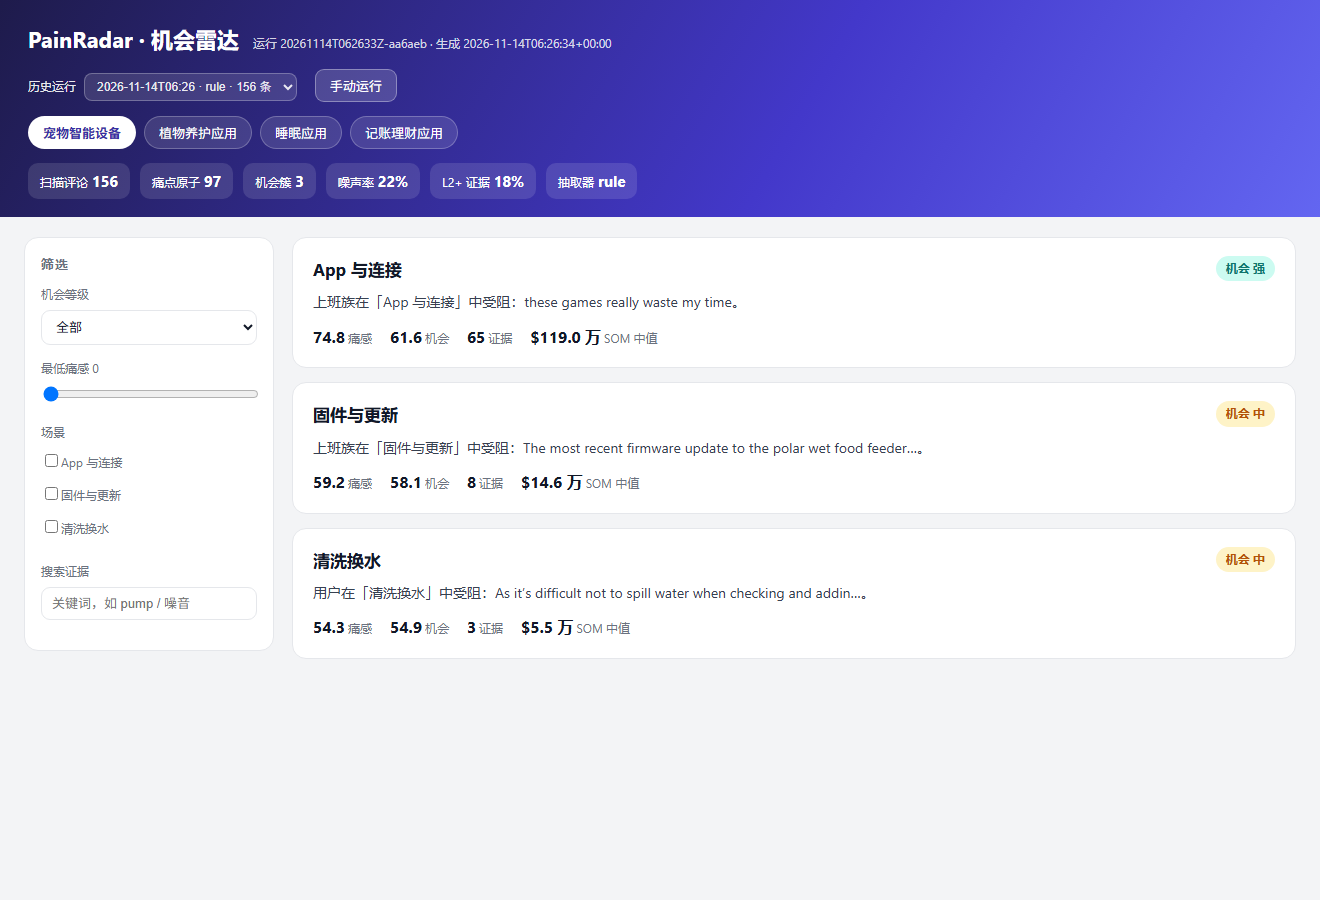 PainRadar · 机会雷达 运行 20261114T062633Z-aa6aeb · 生成 2026-11-14T06:26:34+00:00
历史运行 2026-11-14T06:26 · rule · 156 条 手动运行
宠物智能设备 植物养护应用 睡眠应用 记账理财应用
扫描评论 156 痛点原子 97 机会簇 3 噪声率 22% L2+ 证据 18% 抽取器 rule
筛选
机会等级
全部
最低痛感 0
场景
App 与连接
固件与更新
清洗换水
搜索证据
关键词，如 pump / 噪音
App 与连接 机会 强
上班族在「App 与连接」中受阻：these games really waste my time。
74.8 痛感 61.6 机会 65 证据 $119.0 万 SOM 中值
固件与更新 机会 中
上班族在「固件与更新」中受阻：The most recent firmware update to the polar wet food feeder…。
59.2 痛感 58.1 机会 8 证据 $14.6 万 SOM 中值
清洗换水 机会 中
用户在「清洗换水」中受阻：As it’s difficult not to spill water when checking and addin…。
54.3 痛感 54.9 机会 3 证据 $5.5 万 SOM 中值